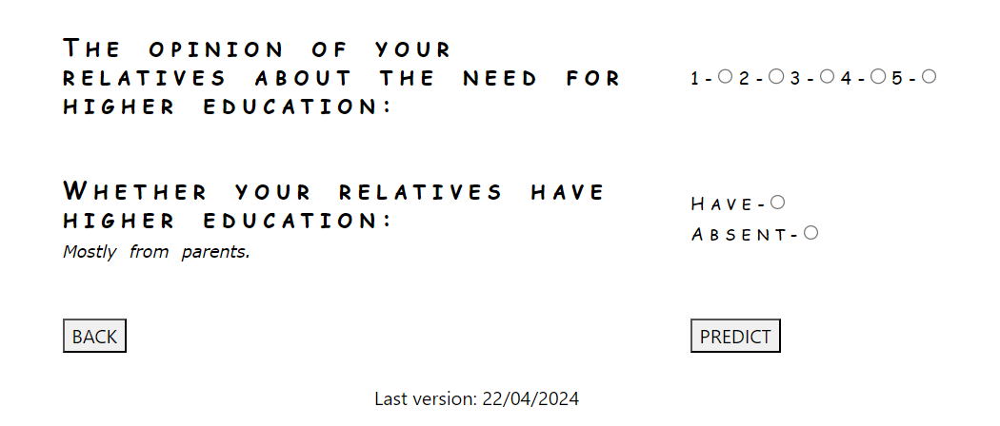 The opinion of your
relatives about the need for
higher education:
1 - 2 - 3 - 4 - 5 -
Whether your relatives have
higher education:
Mostly from parents.
Have-
Absent-
BACK
PREDICT
Last version: 22/04/2024